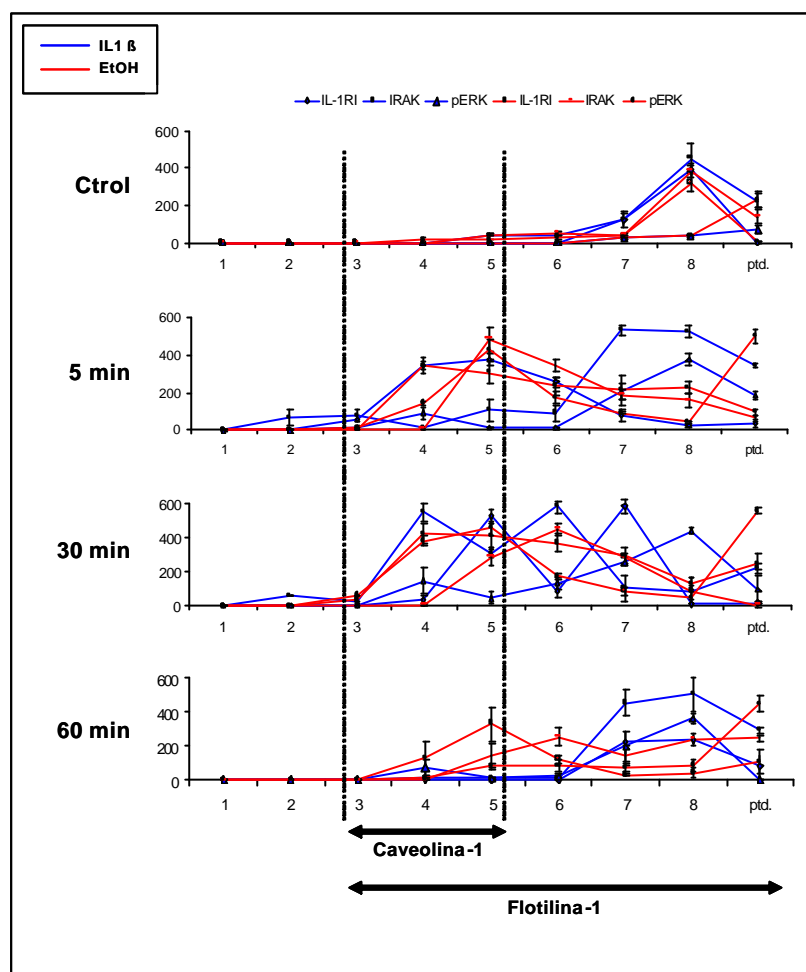 IL1 ß
EtOH
IL-1RI IRAK pERK IL-1RI IRAK pERK
Ctrol
600
400
200
0
1 2 3 4 5 6 7 8 ptd.
5 min
600
400
200
0
1 2 3 4 5 6 7 8 ptd.
30 min
600
400
200
0
1 2 3 4 5 6 7 8 ptd.
60 min
600
400
200
0
1 2 3 4 5 6 7 8 ptd.
Caveolina-1
Flotilina-1